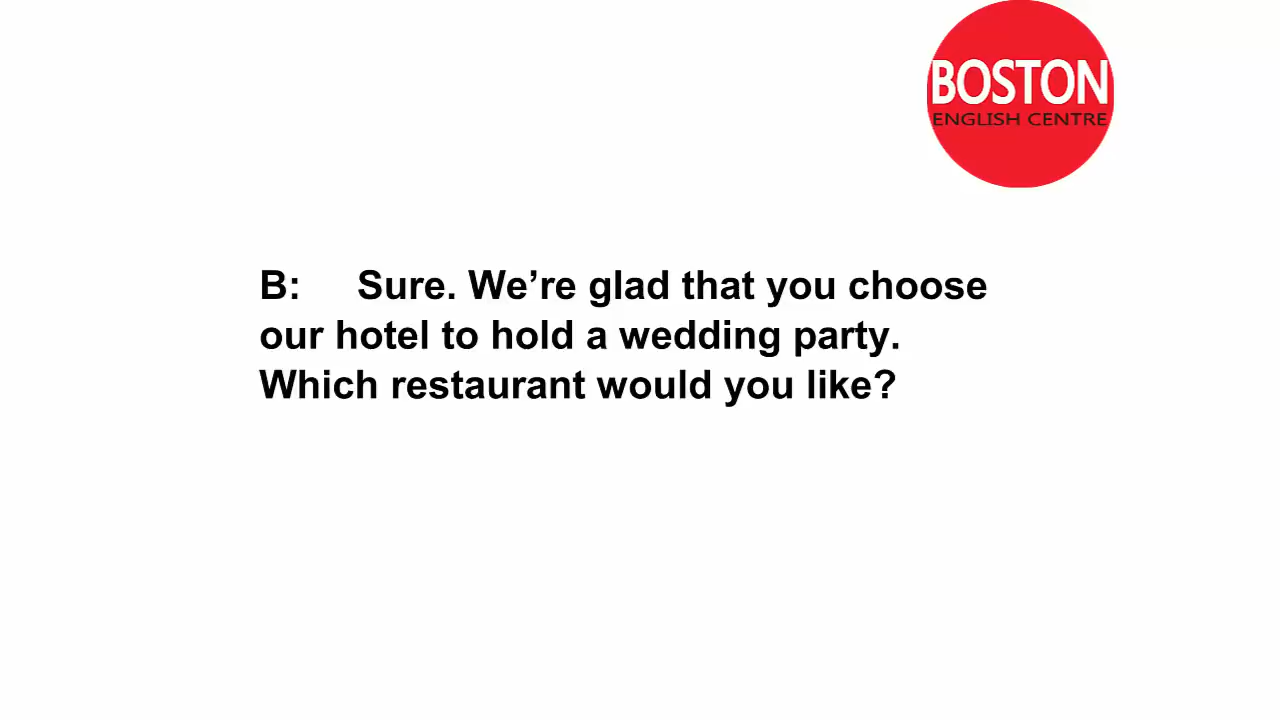 BOSTON
ENGLISH CENTRE
B: Sure. We’re glad that you choose
our hotel to hold a wedding party.
Which restaurant would you like?